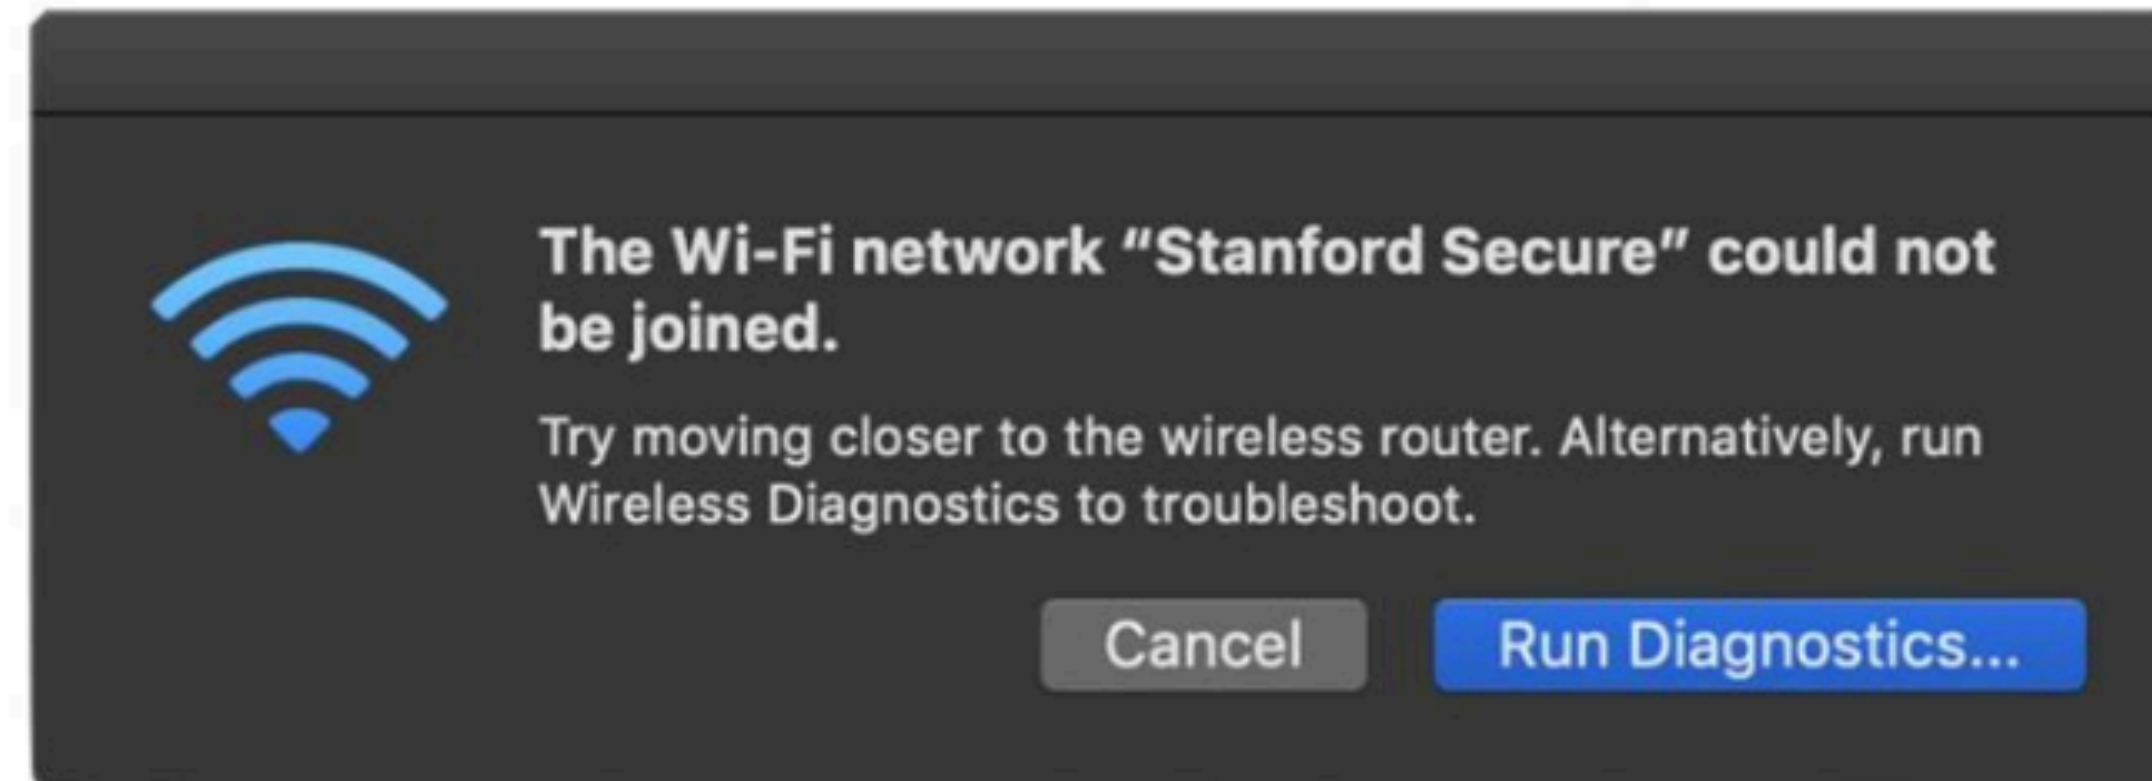 The Wi-Fi network “Stanford Secure” could not
be joined.
Try moving closer to the wireless router. Alternatively, run
Wireless Diagnostics to troubleshoot.
Cancel
Run Diagnostics...